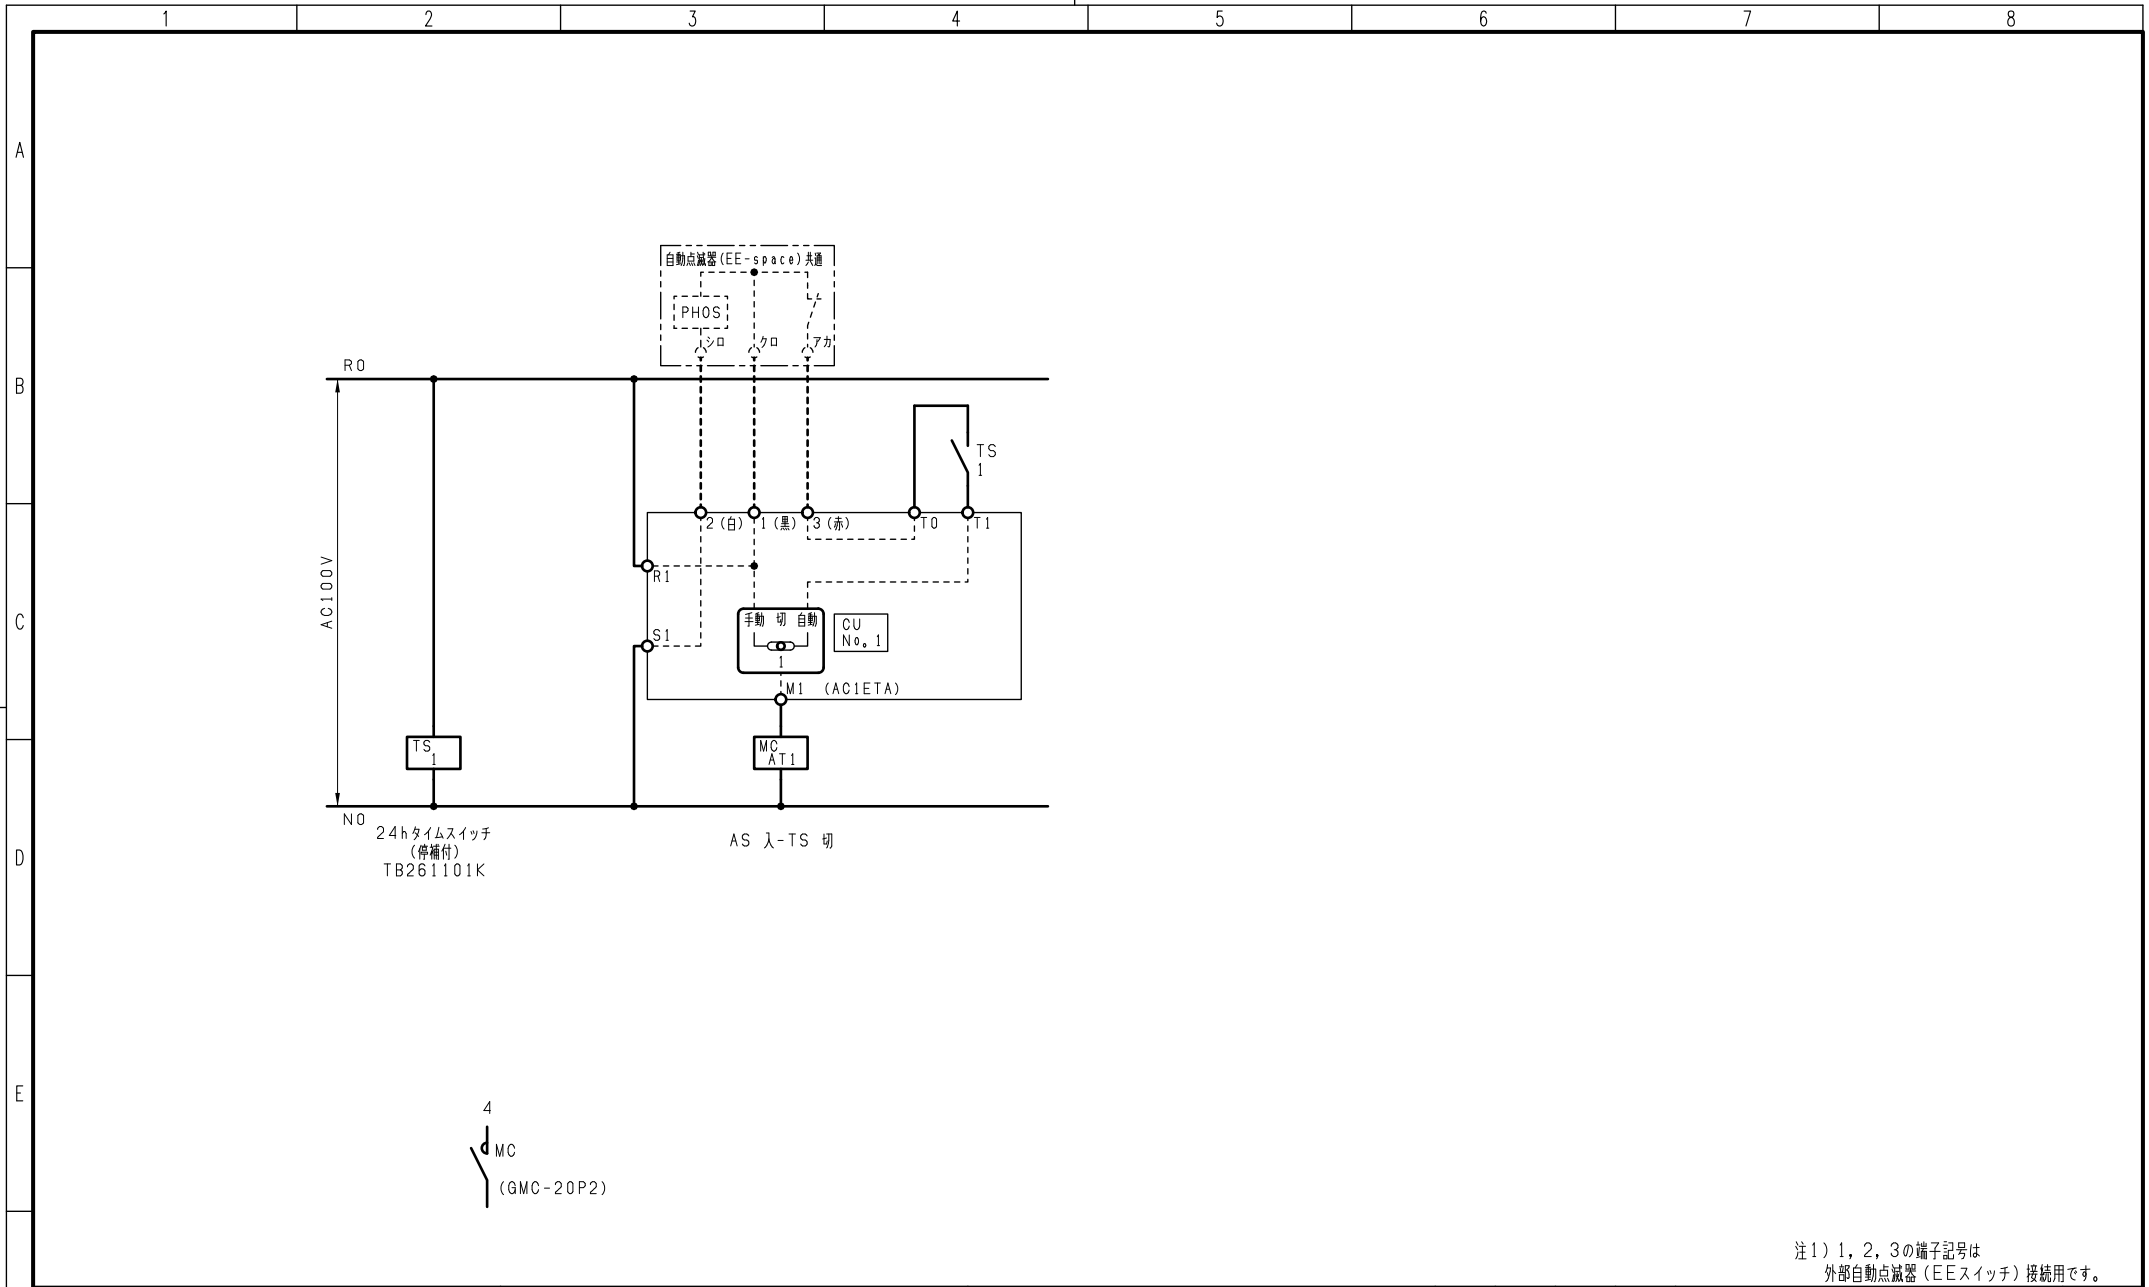 1 2 3 4 5 6 7 8
A
自動点滅器(EE-space)共通
PHOS
シロ クロ アカ
R0
B
TS
1
2(白) 1(黒) 3(赤) T0 T1
R1
AC100V
C
手動 切 自動
CU
No。1
S1
1
M1 (AC1ETA)
TS
1
MC
AT1
N0
24hタイムスイッチ
(停補付)
TB261101K
AS 入-TS 切
D
E
4
MC
(GMC-20P2)
注1)1,2,3の端子記号は
外部自動点滅器(EEスイッチ)接続用です。